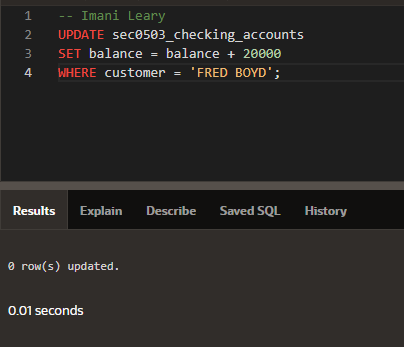 1 -- Imani Leary
2 UPDATE sec0503_checking_accounts
3 SET balance = balance + 20000
4 WHERE customer = 'FRED BOYD';
Results Explain Describe Saved SQL History
0 row(s) updated.
0.01 seconds